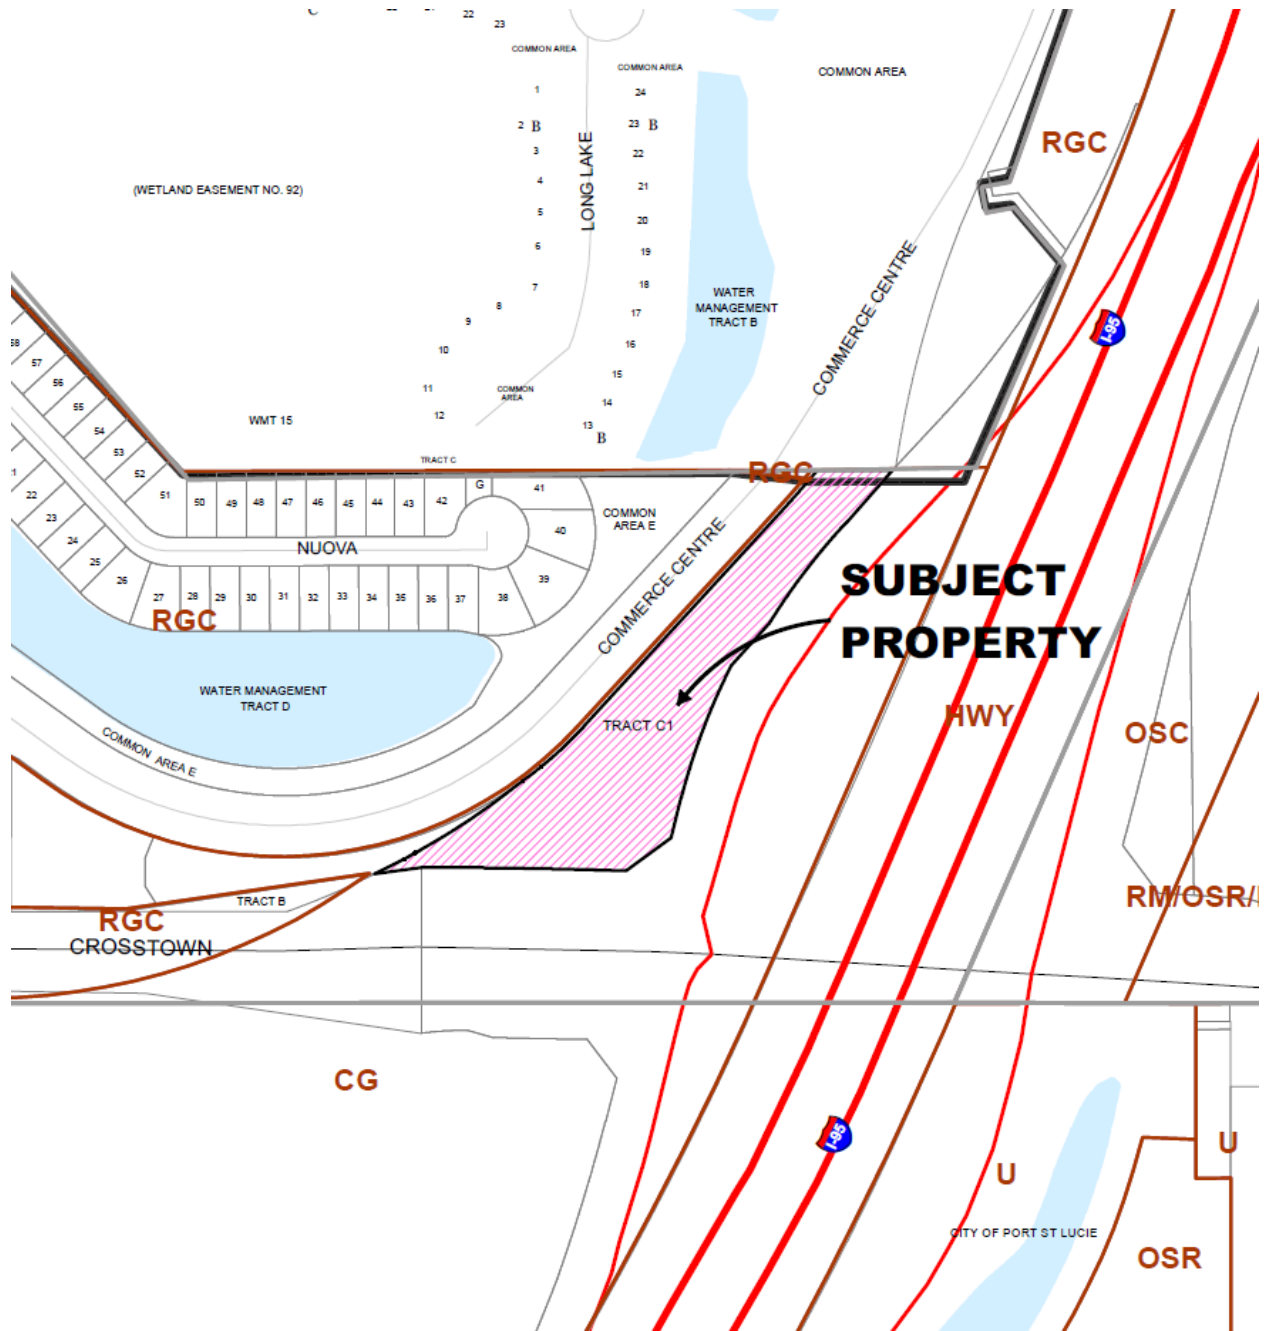 C
22
23
COMMON AREA
COMMON AREA
COMMON AREA
1
24
2 B
23 B
RGC
3
22
LONG LAKE
4
21
(WETLAND EASEMENT NO. 92)
5
20
6
19
7
18
8
17
9
16
WATER
MANAGEMENT
TRACT B
COMMERCE CENTRE
I-95
10
15
11
14
12
13
B
COMMON
AREA
58
57
56
55
54
53
52
51
WMT 15
TRACT C
RGC
50
49
48
47
46
45
44
43
42
G
41
40
39
38
COMMON
AREA E
NUOVA
22
23
24
25
26
27
28
29
30
31
32
33
34
35
36
37
RGC
COMMERCE CENTRE
SUBJECT
PROPERTY
WATER MANAGEMENT
TRACT D
TRACT C1
HWY
OSC
COMMON AREA E
RM/OSR/
TRACT B
RGC
CROSSTOWN
CG
I-95
U
U
CITY OF PORT ST LUCIE
OSR